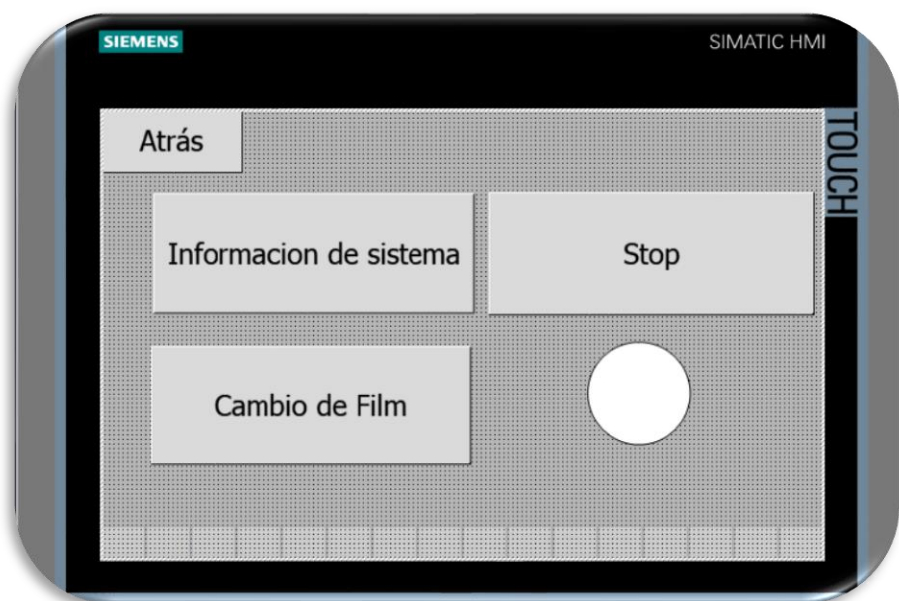 SIEMENS
SIMATIC HMI
TOUCH
Atrás
Informacion de sistema
Stop
Cambio de Film